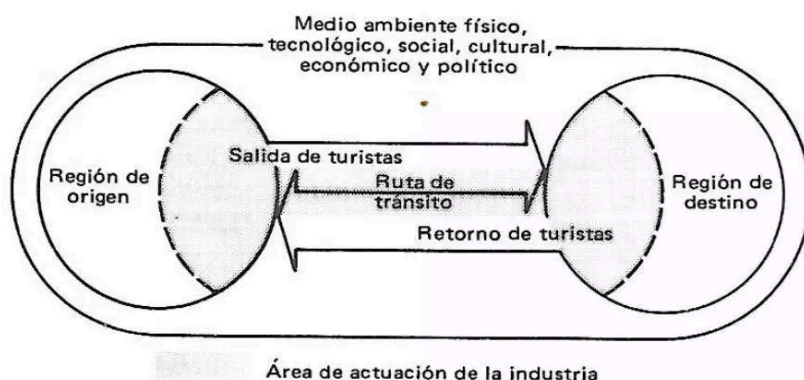 Medio ambiente físico,
tecnológico, social, cultural,
económico y político
Salida de turistas
Región de
origen
Ruta de
tránsito
Región de
destino
Retorno de turistas
Área de actuación de la industria